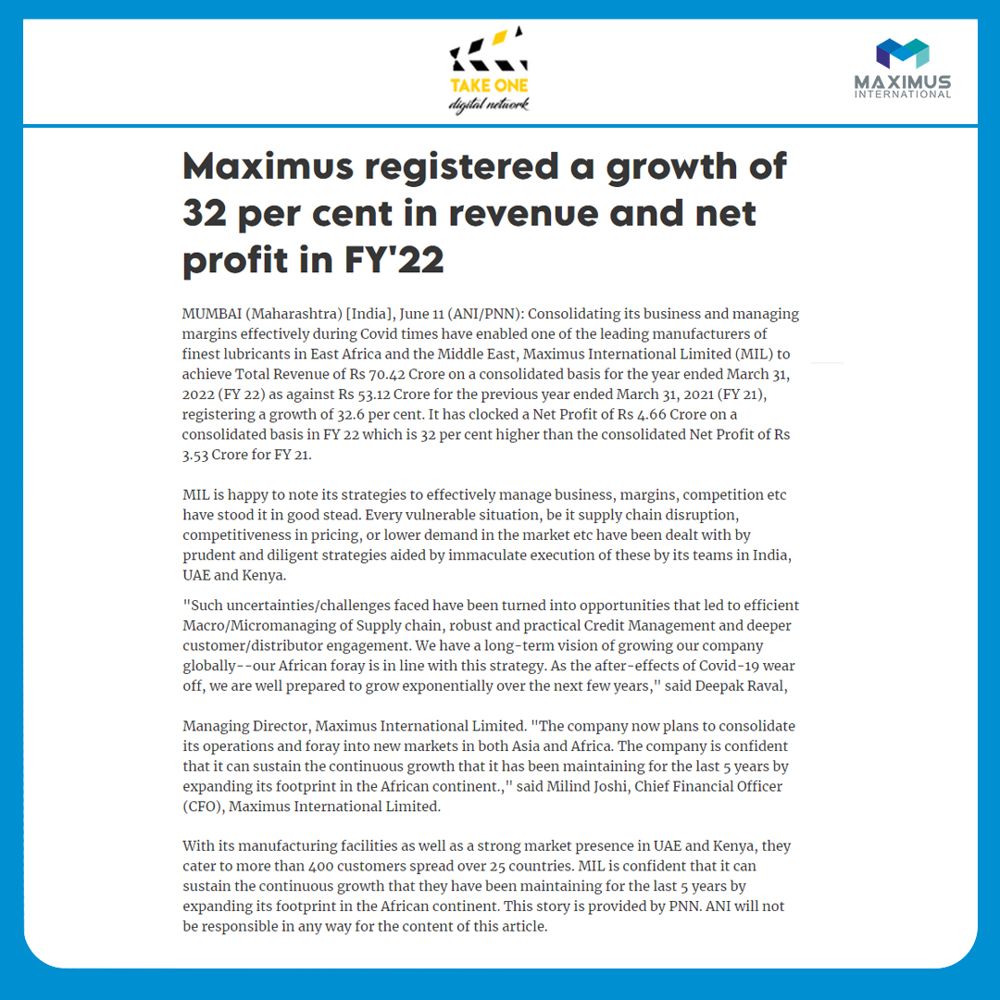 TAKE ONE
digital network
MAXIMUS
INTERNATIONAL
Maximus registered a growth of
32 per cent in revenue and net
profit in FY'22
MUMBAI (Maharashtra) [India], June 11 (ANI/PNN): Consolidating its business and managing
margins effectively during Covid times have enabled one of the leading manufacturers of
finest lubricants in East Africa and the Middle East, Maximus International Limited (MIL) to
achieve Total Revenue of Rs 70.42 Crore on a consolidated basis for the year ended March 31,
2022 (FY 22) as against Rs 53.12 Crore for the previous year ended March 31, 2021 (FY 21),
registering a growth of 32.6 per cent. It has clocked a Net Profit of Rs 4.66 Crore on a
consolidated basis in FY 22 which is 32 per cent higher than the consolidated Net Profit of Rs
3.53 Crore for FY 21.
MIL is happy to note its strategies to effectively manage business, margins, competition etc
have stood it in good stead. Every vulnerable situation, be it supply chain disruption,
competitiveness in pricing, or lower demand in the market etc have been dealt with by
prudent and diligent strategies aided by immaculate execution of these by its teams in India,
UAE and Kenya.
"Such uncertainties/challenges faced have been turned into opportunities that led to efficient
Macro/Micromanaging of Supply chain, robust and practical Credit Management and deeper
customer/distributor engagement. We have a long-term vision of growing our company
globally--our African foray is in line with this strategy. As the after-effects of Covid-19 wear
off, we are well prepared to grow exponentially over the next few years," said Deepak Raval,
Managing Director, Maximus International Limited. "The company now plans to consolidate
its operations and foray into new markets in both Asia and Africa. The company is confident
that it can sustain the continuous growth that it has been maintaining for the last 5 years by
expanding its footprint in the African continent.," said Milind Joshi, Chief Financial Officer
(CFO), Maximus International Limited.
With its manufacturing facilities as well as a strong market presence in UAE and Kenya, they
cater to more than 400 customers spread over 25 countries. MIL is confident that it can
sustain the continuous growth that they have been maintaining for the last 5 years by
expanding its footprint in the African continent. This story is provided by PNN. ANI will not
be responsible in any way for the content of this article.